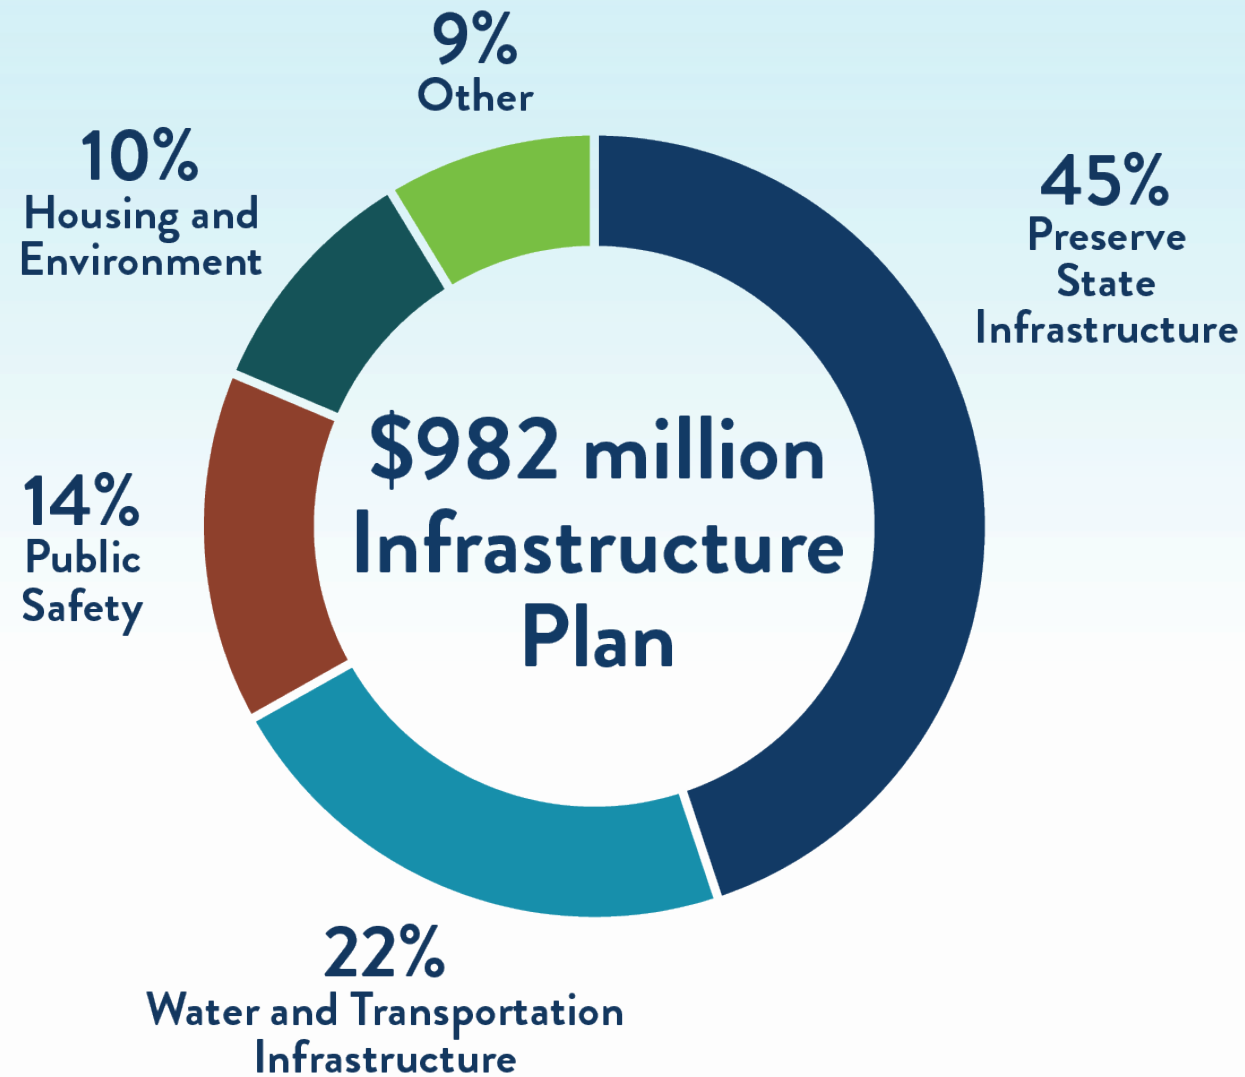 9%
Other
10%
Housing and
Environment
45%
Preserve
State
Infrastructure
$982 million
Infrastructure
Plan
14%
Public
Safety
22%
Water and Transportation
Infrastructure